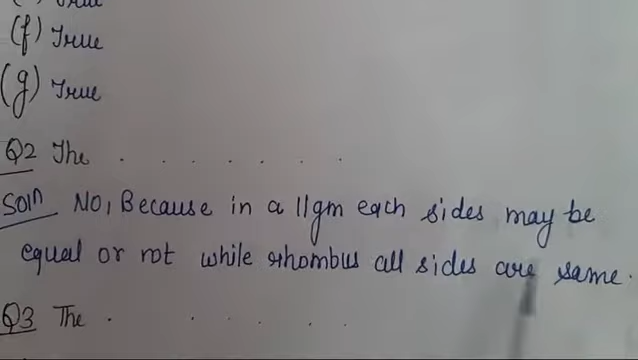 True
(f) True
(g) True
Q2 The . . . . . . .
Soln No, Because in a llgm each sides may be
equal or not while rhombus all sides are same.
Q3 The . . . . .